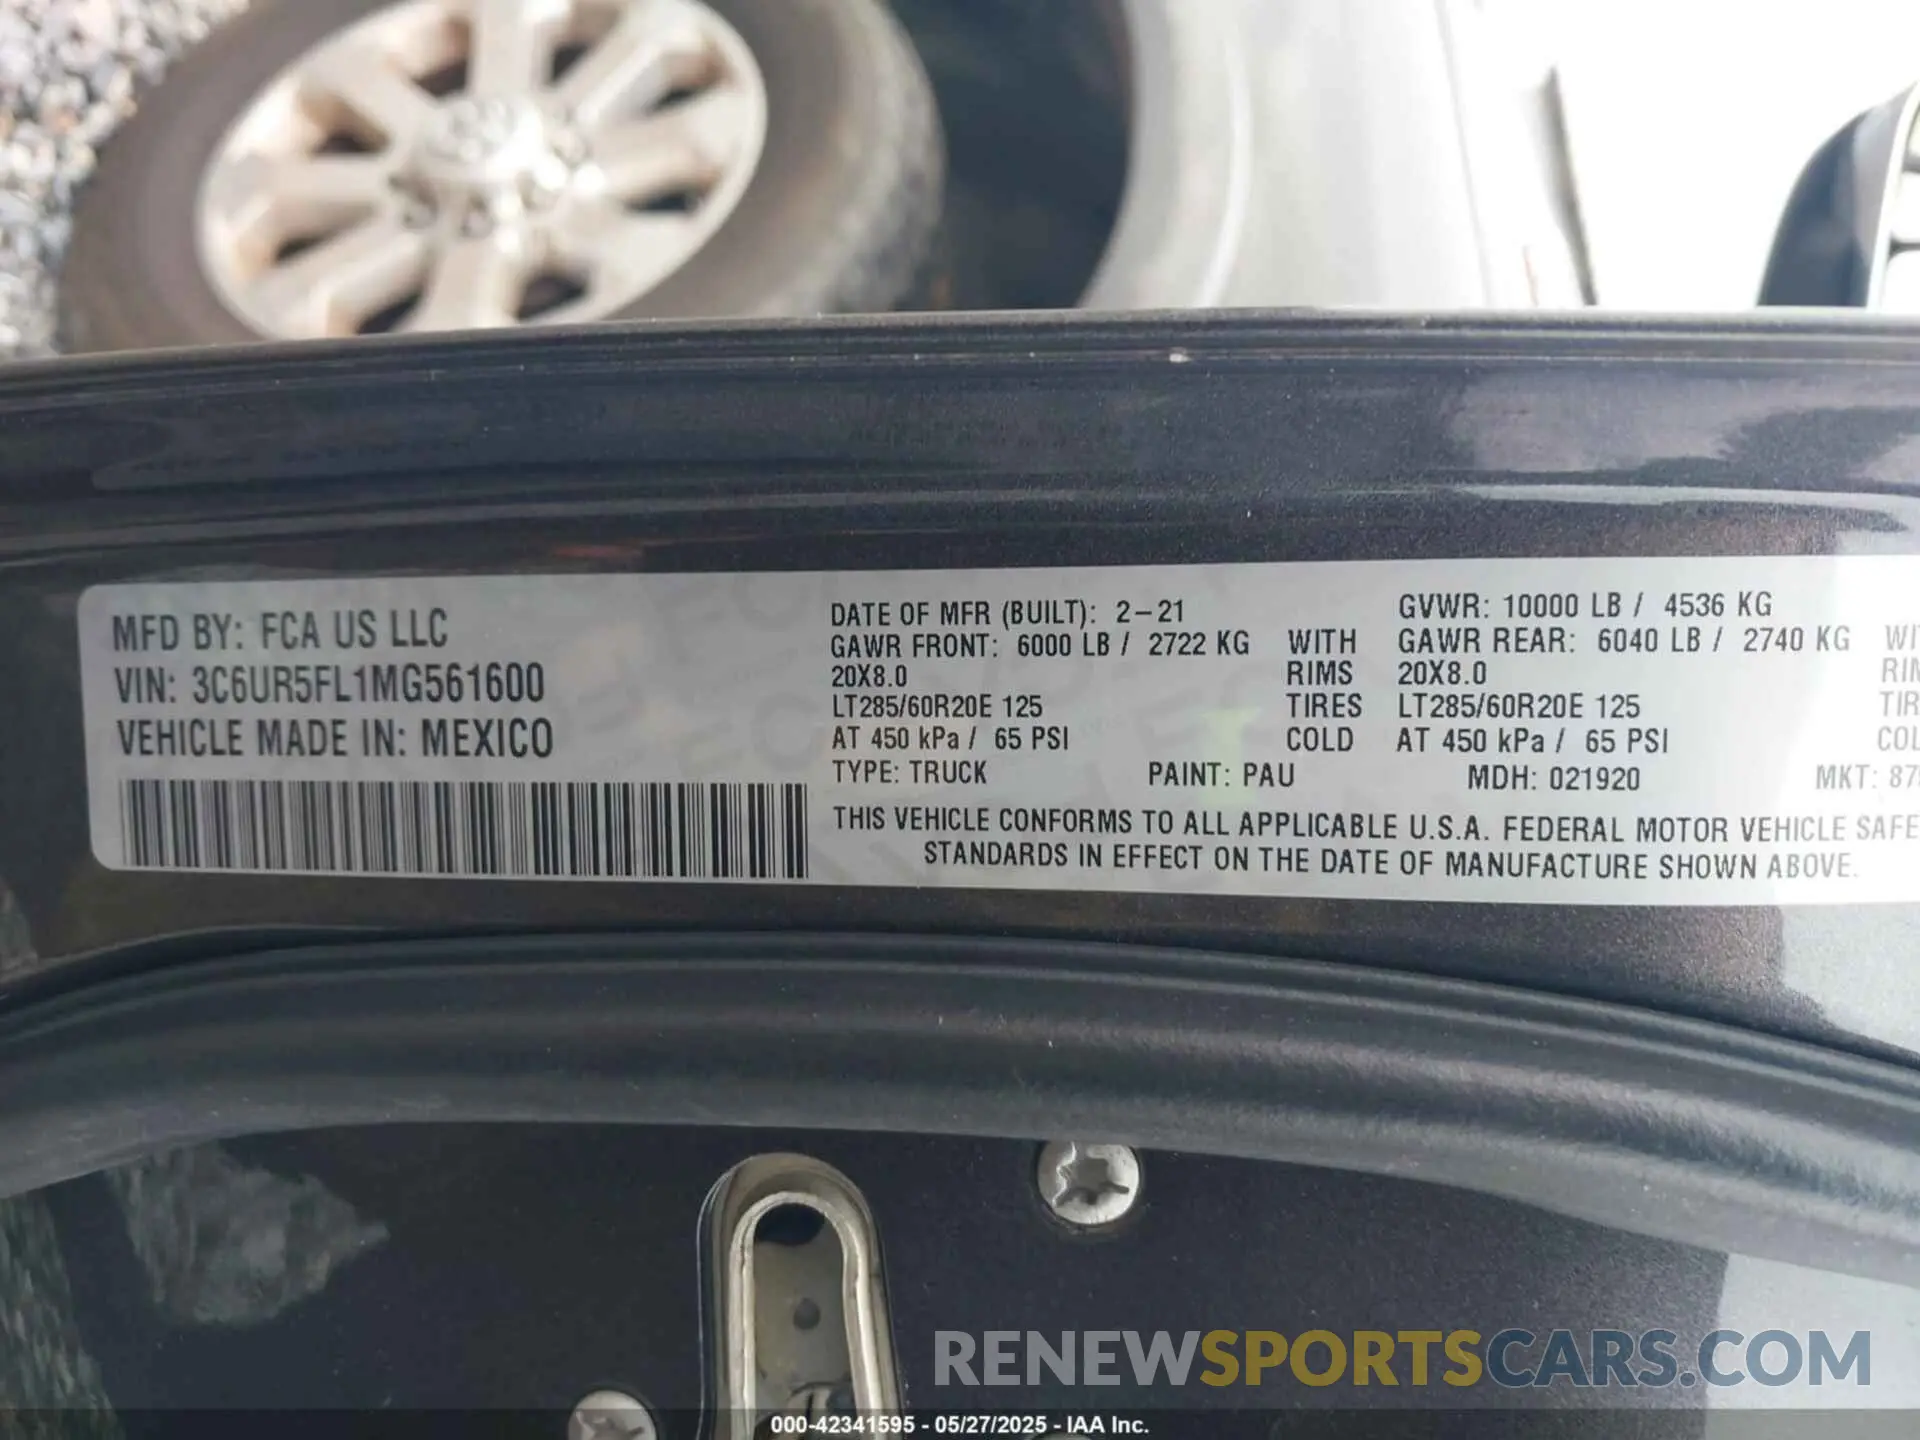 MFD BY: FCA US LLC
VIN: 3C6UR5FL1MG561600
VEHICLE MADE IN: MEXICO
DATE OF MFR (BUILT): 2-21
GVWR: 10000 LB / 4536 KG
GAWR FRONT: 6000 LB / 2722 KG WITH GAWR REAR: 6040 LB / 2740 KG
20X8.0 RIMS 20X8.0
LT285/60R20E 125 TIRES LT285/60R20E 125
AT 450 kPa / 65 PSI COLD AT 450 kPa / 65 PSI
TYPE: TRUCK PAINT: PAU MDH: 021920 MKT:
THIS VEHICLE CONFORMS TO ALL APPLICABLE U.S.A. FEDERAL MOTOR VEHICLE
STANDARDS IN EFFECT ON THE DATE OF MANUFACTURE SHOWN ABOVE.
RENEWSPORTSCARS.COM
000-42341595 - 05/27/2025 - IAA Inc.